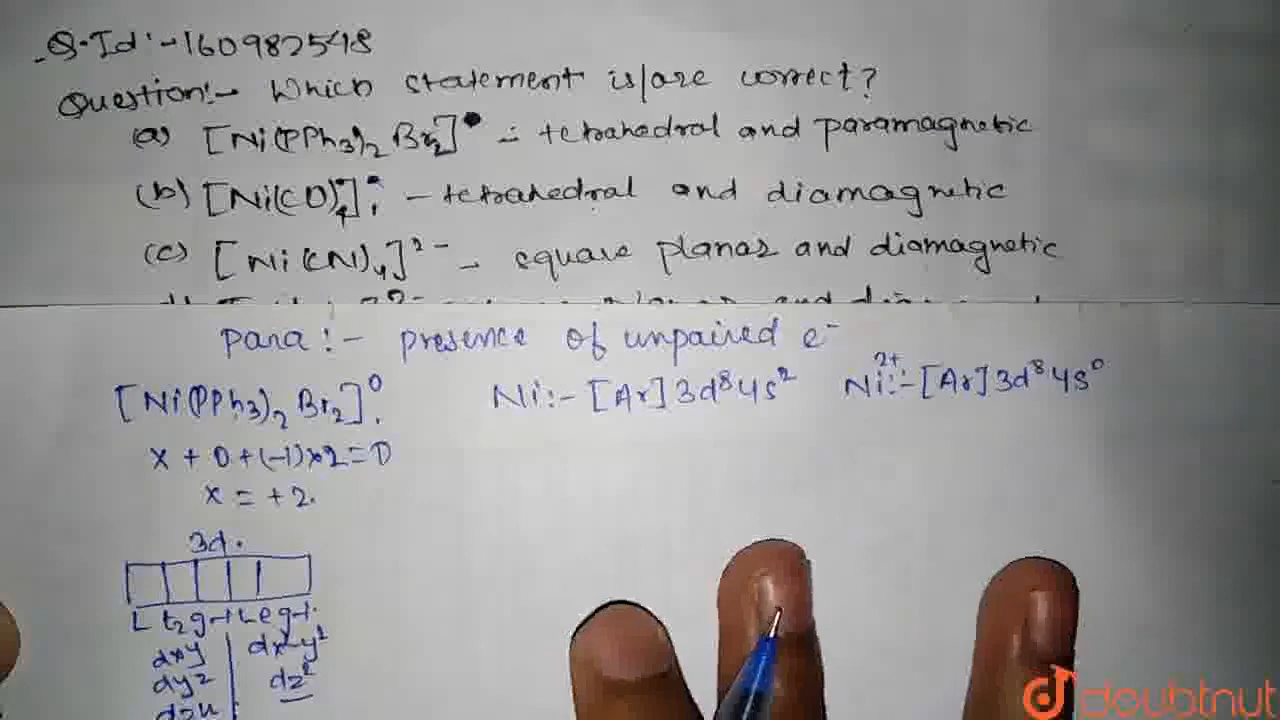 Q.Id:-160982548
Question:- Which statement is/are correct?
(a) [Ni(PPh3)2 Br2] - tetrahedral and paramagnetic
(b) [Ni(CO)4] - tetrahedral and diamagnetic
(c) [Ni(CN)4]2- - square planar and diamagnetic
Para:- presence of unpaired e-
[Ni(PPh3)2 Br2]0. Ni:- [Ar] 3d8 4s2 Ni2+:- [Ar] 3d8 4s0
x + 0 + (-1)x2 = 0
x = +2.
3d.
t2g eg
dxy dx2-y2
dyz dz2
dzx
doubtnut